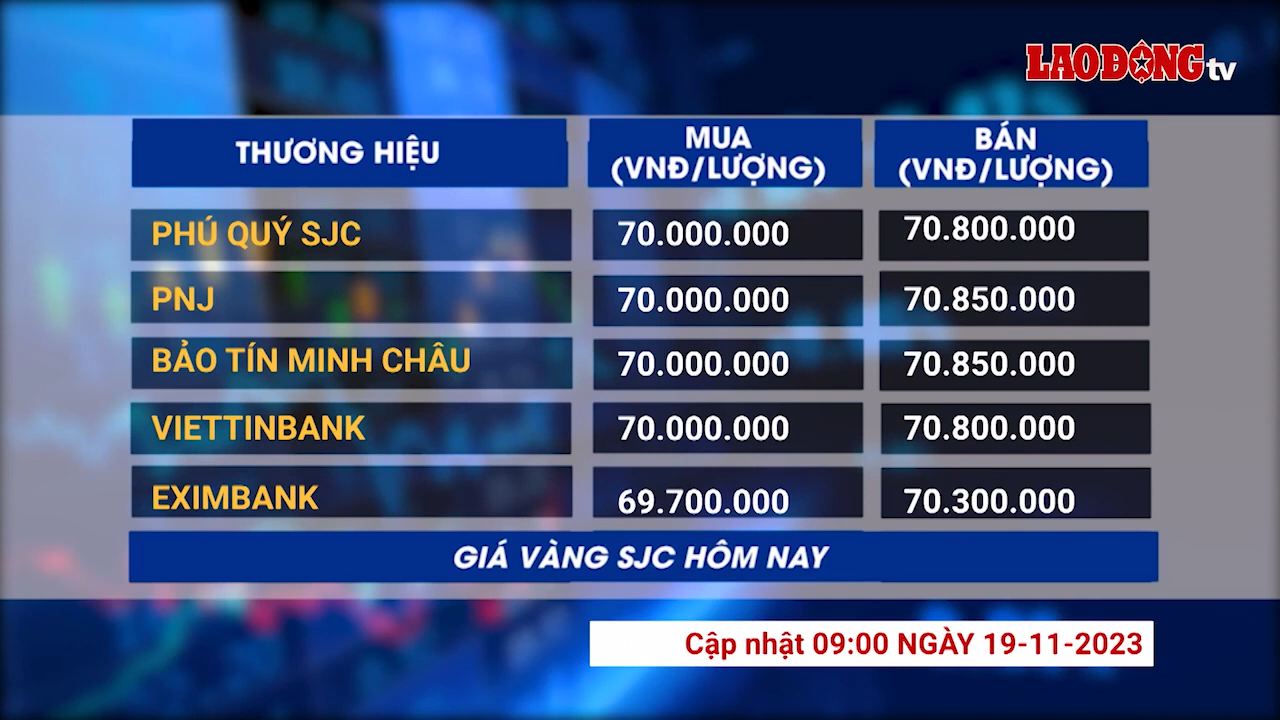 LAO ĐỘNG tv
THƯƠNG HIỆU
MUA
(VNĐ/LƯỢNG)
BÁN
(VNĐ/LƯỢNG)
PHÚ QUÝ SJC 70.000.000 70.800.000
PNJ 70.000.000 70.850.000
BẢO TÍN MINH CHÂU 70.000.000 70.850.000
VIETTINBANK 70.000.000 70.800.000
EXIMBANK 69.700.000 70.300.000
GIÁ VÀNG SJC HÔM NAY
Cập nhật 09:00 NGÀY 19-11-2023